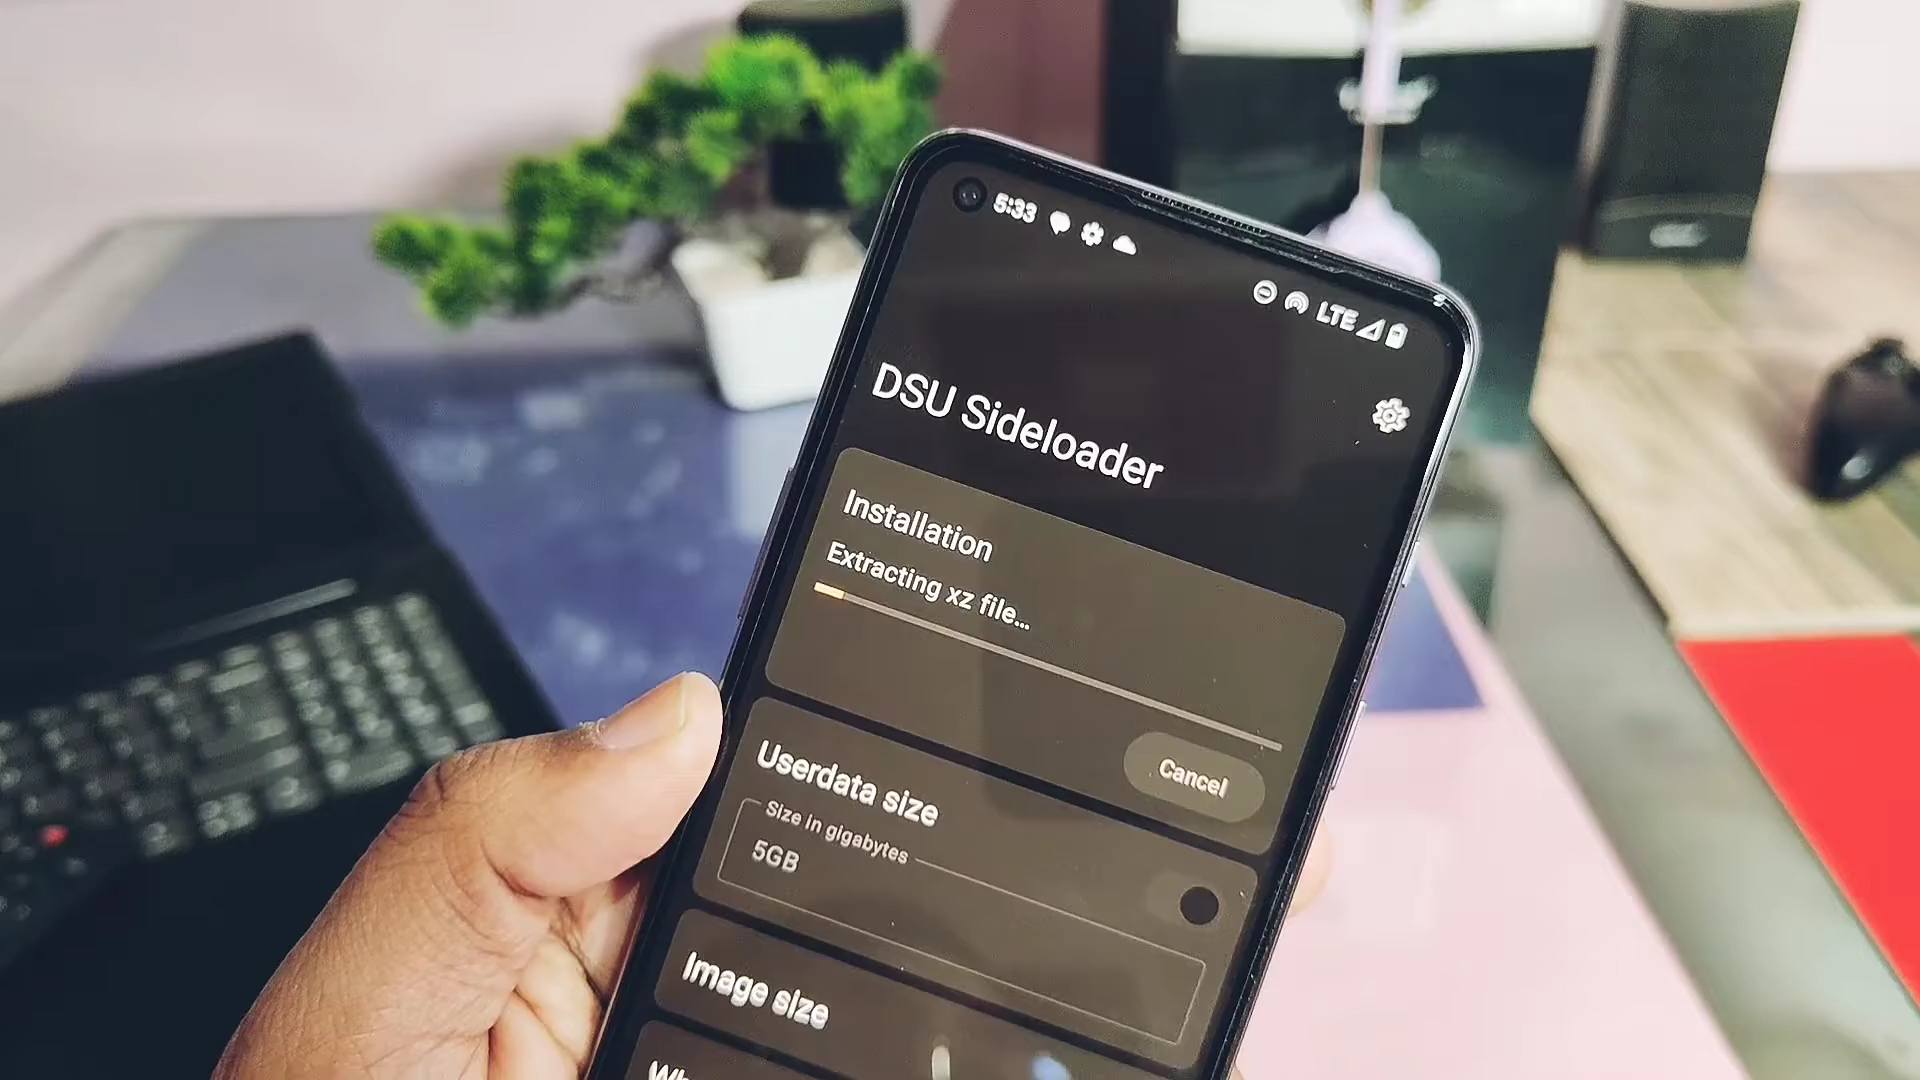 5:33
LTE
DSU Sideloader
Installation
Extracting xz file...
Cancel
Userdata size
Size in gigabytes
5GB
Image size